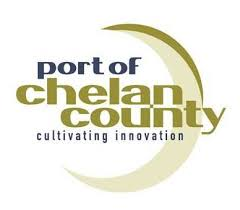 port of
chelan
county
cultivating innovation